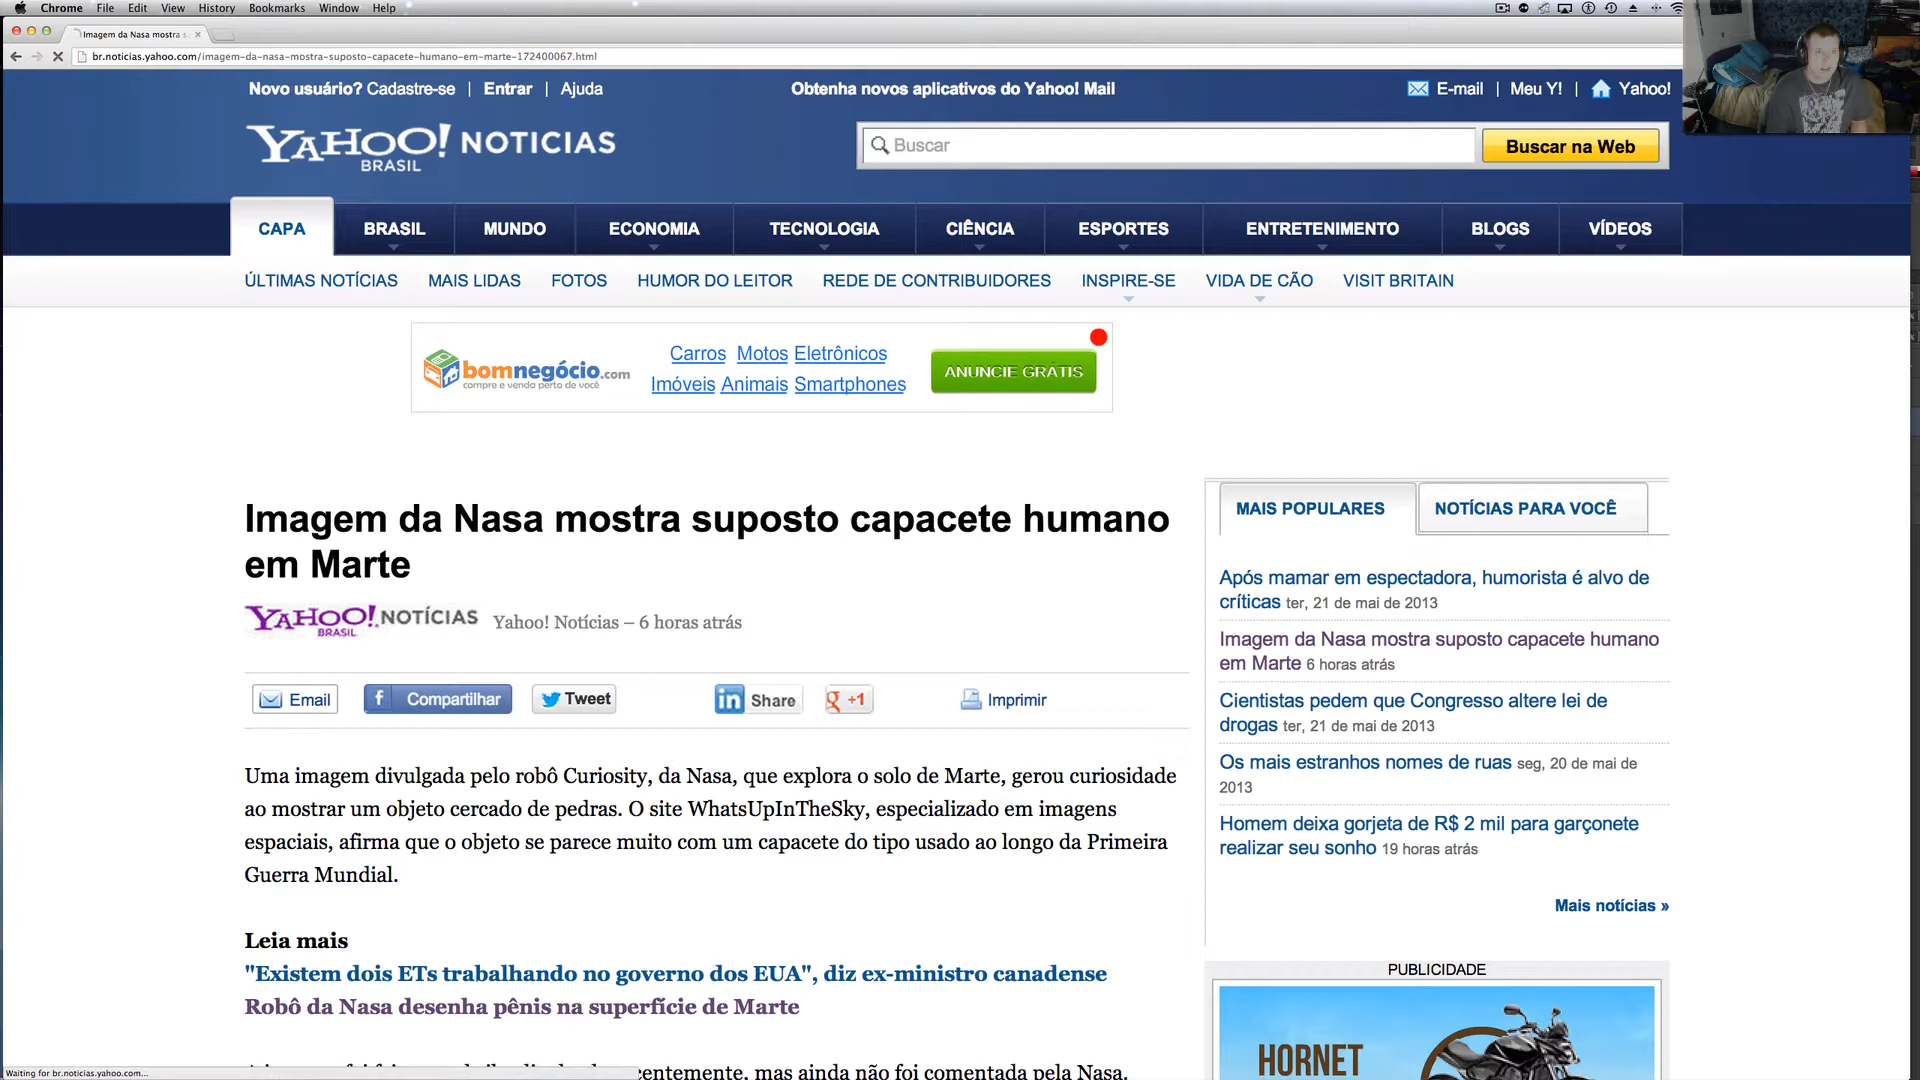 Chrome File Edit View History Bookmarks Window Help
Imagem da Nasa mostra s
br.noticias.yahoo.com/imagem-da-nasa-mostra-suposto-capacete-humano-em-marte-172400067.html
Novo usuário? Cadastre-se | Entrar | Ajuda
Obtenha novos aplicativos do Yahoo! Mail
E-mail | Meu Y! | Yahoo!
YAHOO! NOTICIAS
BRASIL
Buscar
Buscar na Web
CAPA BRASIL MUNDO ECONOMIA TECNOLOGIA CIÊNCIA ESPORTES ENTRETENIMENTO BLOGS VÍDEOS
ÚLTIMAS NOTÍCIAS MAIS LIDAS FOTOS HUMOR DO LEITOR REDE DE CONTRIBUIDORES INSPIRE-SE VIDA DE CÃO VISIT BRITAIN
bomnegócio.com
compre e venda perto de você
Carros Motos Eletrônicos
Imóveis Animais Smartphones
ANUNCIE GRÁTIS
Imagem da Nasa mostra suposto capacete humano
em Marte
YAHOO! NOTÍCIAS
BRASIL
Yahoo! Notícias – 6 horas atrás
Email Compartilhar Tweet Share +1 Imprimir
Uma imagem divulgada pelo robô Curiosity, da Nasa, que explora o solo de Marte, gerou curiosidade
ao mostrar um objeto cercado de pedras. O site WhatsUpInTheSky, especializado em imagens
espaciais, afirma que o objeto se parece muito com um capacete do tipo usado ao longo da Primeira
Guerra Mundial.
Leia mais
"Existem dois ETs trabalhando no governo dos EUA", diz ex-ministro canadense
Robô da Nasa desenha pênis na superfície de Marte
centemente, mas ainda não foi comentada pela Nasa.
Waiting for br.noticias.yahoo.com...
MAIS POPULARES NOTÍCIAS PARA VOCÊ
Após mamar em espectadora, humorista é alvo de
críticas ter, 21 de mai de 2013
Imagem da Nasa mostra suposto capacete humano
em Marte 6 horas atrás
Cientistas pedem que Congresso altere lei de
drogas ter, 21 de mai de 2013
Os mais estranhos nomes de ruas seg, 20 de mai de
2013
Homem deixa gorjeta de R$ 2 mil para garçonete
realizar seu sonho 19 horas atrás
Mais notícias »
PUBLICIDADE
HORNET